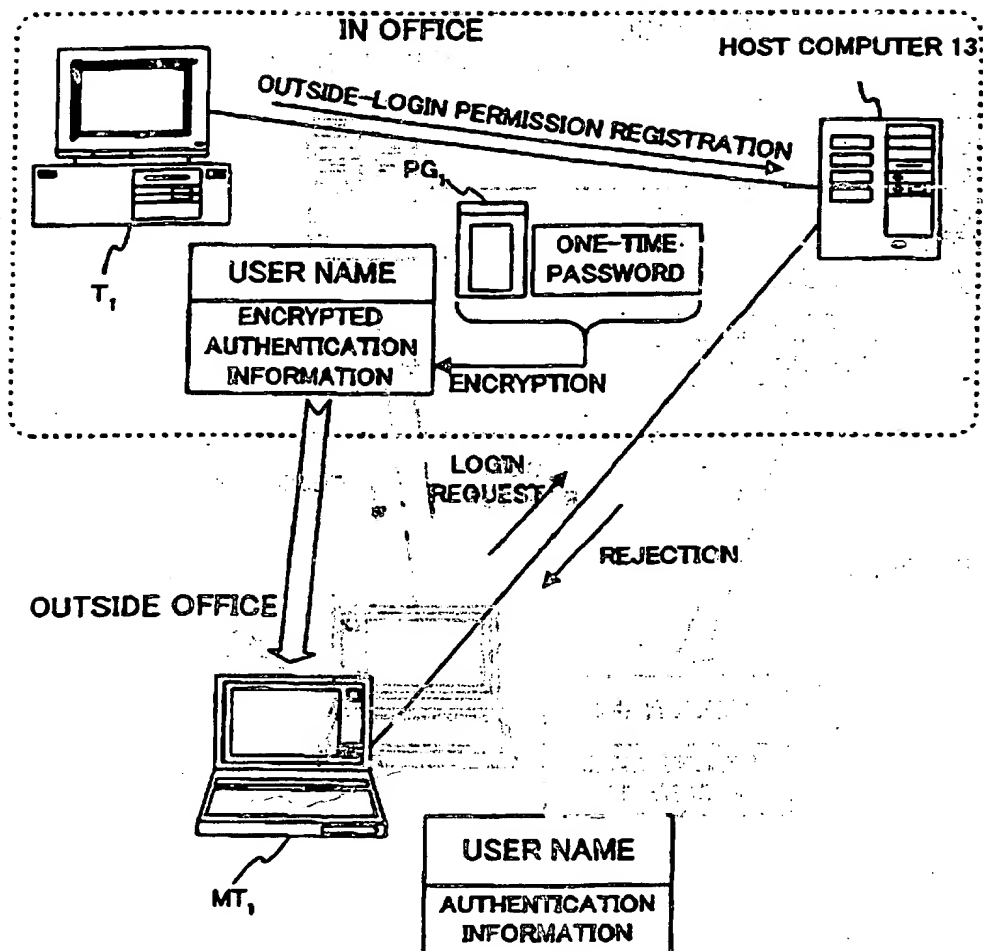 IN OFFICE
HOST COMPUTER 13
OUTSIDE-LOGIN PERMISSION REGISTRATION
PG₁
ONE-TIME
PASSWORD
T₁
USER NAME
ENCRYPTED
AUTHENTICATION
INFORMATION
ENCRYPTION
LOGIN
REQUEST
REJECTION
OUTSIDE OFFICE
MT₁
USER NAME
AUTHENTICATION
INFORMATION